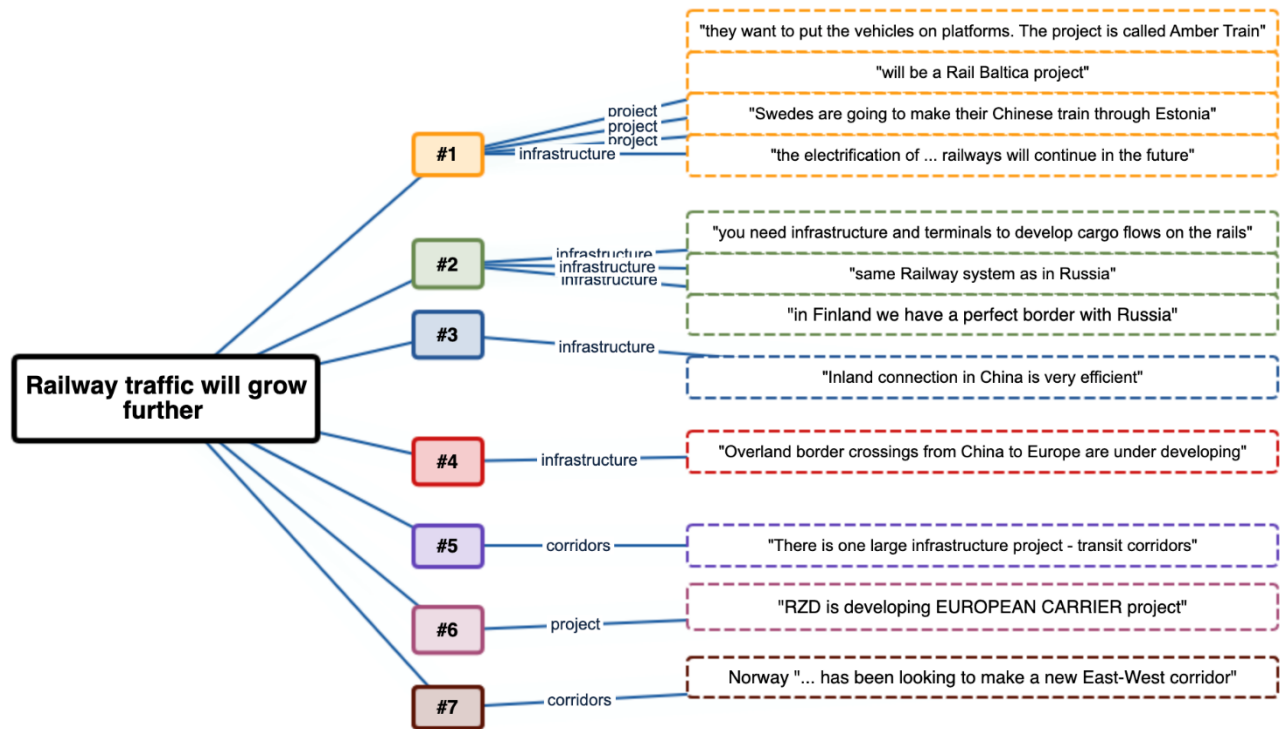 Railway traffic will grow
further
#1
project
project
project
infrastructure
"they want to put the vehicles on platforms. The project is called Amber Train"
"will be a Rail Baltica project"
"Swedes are going to make their Chinese train through Estonia"
"the electrification of ... railways will continue in the future"
#2
infrastructure
infrastructure
infrastructure
"you need infrastructure and terminals to develop cargo flows on the rails"
"same Railway system as in Russia"
"in Finland we have a perfect border with Russia"
#3
infrastructure
"Inland connection in China is very efficient"
#4
infrastructure
"Overland border crossings from China to Europe are under developing"
#5
corridors
"There is one large infrastructure project - transit corridors"
#6
project
"RZD is developing EUROPEAN CARRIER project"
#7
corridors
Norway "... has been looking to make a new East-West corridor"